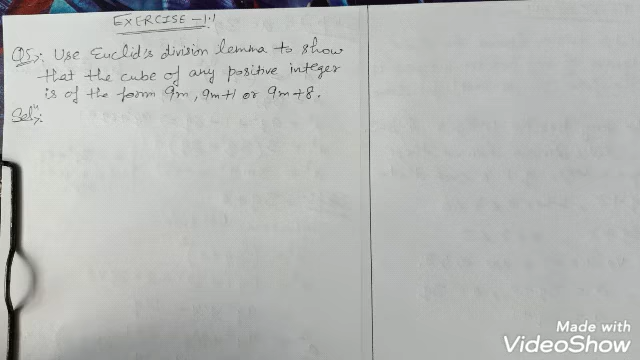 EXERCISE - 1.1
Q5:- Use Euclid's division lemma to show
that the cube of any positive integer
is of the form 9m, 9m+1 or 9m+8.
Solⁿ:-
Made with
VideoShow